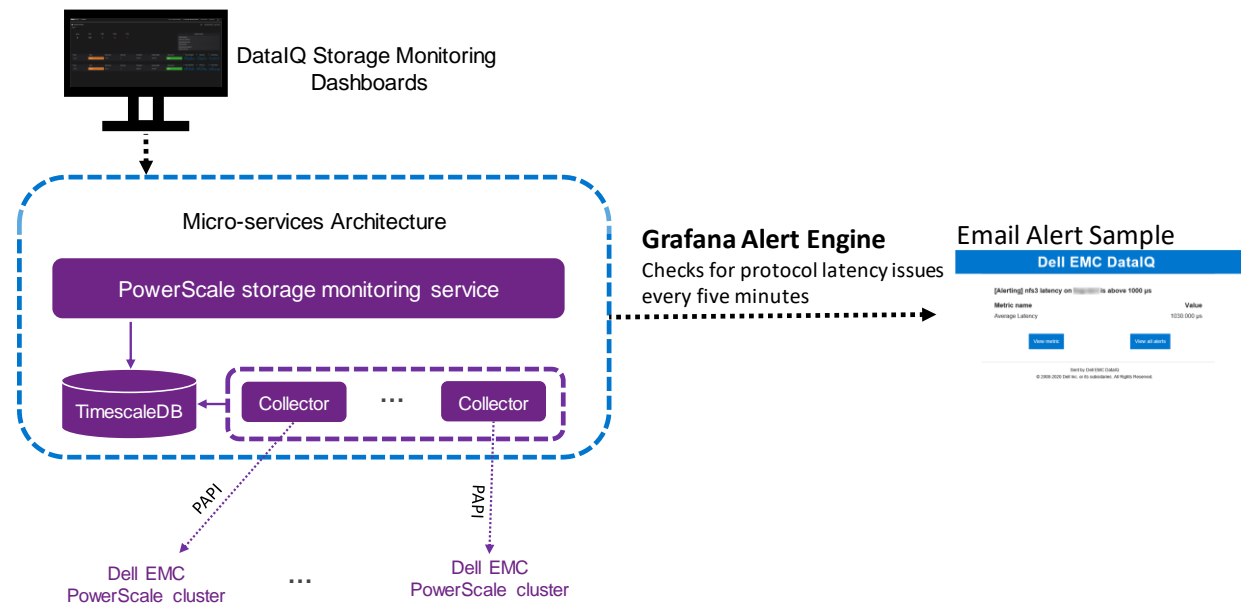 DataIQ Storage Monitoring
Dashboards
Micro-services Architecture
PowerScale storage monitoring service
TimescaleDB
Collector
...
Collector
PAPI
PAPI
Dell EMC
PowerScale cluster
...
Dell EMC
PowerScale cluster
Grafana Alert Engine
Checks for protocol latency issues
every five minutes
Email Alert Sample
Dell EMC DataIQ
[Alerting] nfs3 latency on is above 1000 µs
Metric name Value
Average Latency 1030.000 µs
View metric View all alerts
Sent by Dell EMC DataIQ
© 2008-2020 Dell Inc. or its subsidiaries. All Rights Reserved.